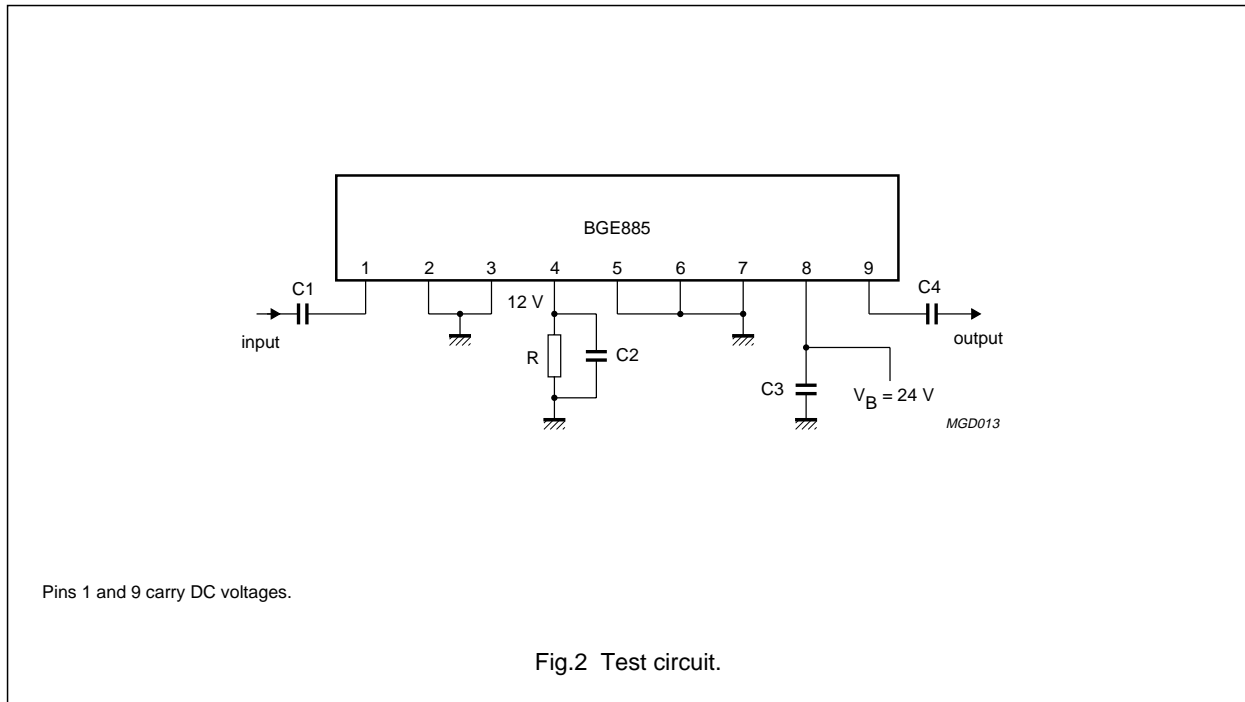 BGE885
1 2 3 4 5 6 7 8 9
C1
C4
12 V
input
output
R
C2
C3
VB = 24 V
MGD013
Pins 1 and 9 carry DC voltages.
Fig.2 Test circuit.